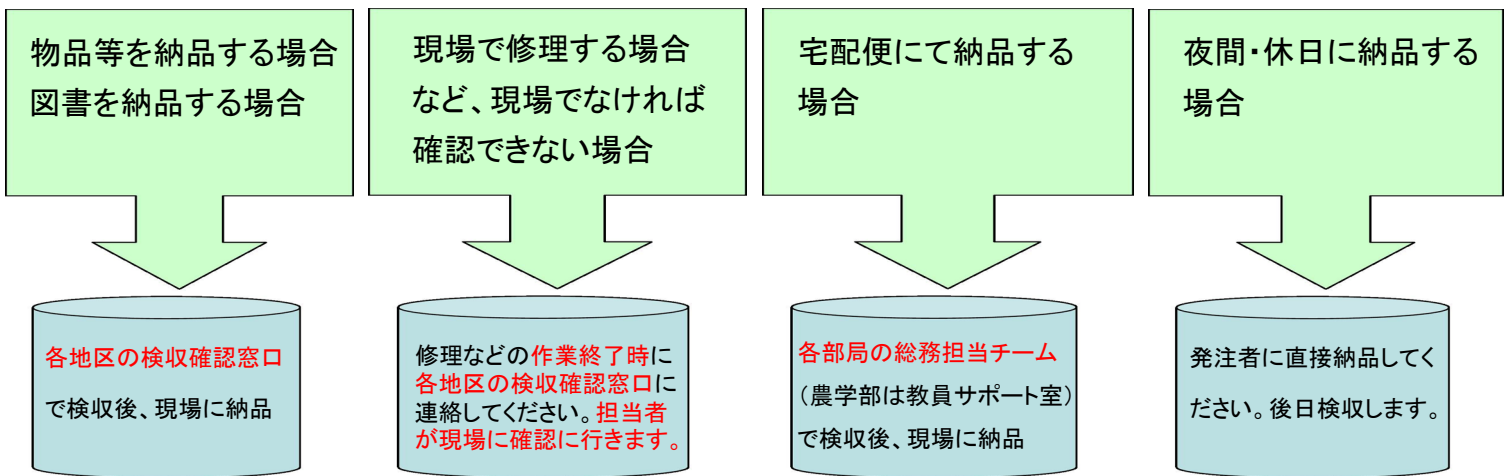 物品等を納品する場合
図書を納品する場合
現場で修理する場合
など、現場でなければ
確認できない場合
宅配便にて納品する
場合
夜間・休日に納品する
場合
各地区の検収確認窓口
で検収後、現場に納品
修理などの作業終了時に
各地区の検収確認窓口に
連絡してください。担当者
が現場に確認に行きます。
各部局の総務担当チーム
（農学部は教員サポート室）
で検収後、現場に納品
発注者に直接納品してく
ださい。後日検収します。